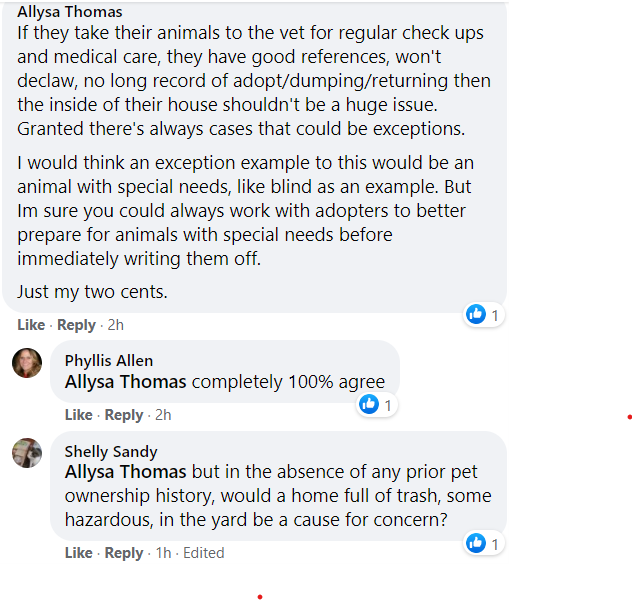 Allysa Thomas
If they take their animals to the vet for regular check ups
and medical care, they have good references, won't
declaw, no long record of adopt/dumping/returning then
the inside of their house shouldn't be a huge issue.
Granted there's always cases that could be exceptions.
I would think an exception example to this would be an
animal with special needs, like blind as an example. But
Im sure you could always work with adopters to better
prepare for animals with special needs before
immediately writing them off.
Just my two cents.
1
Like · Reply · 2h
Phyllis Allen
Allysa Thomas completely 100% agree
1
Like · Reply · 2h
Shelly Sandy
Allysa Thomas but in the absence of any prior pet
ownership history, would a home full of trash, some
hazardous, in the yard be a cause for concern?
1
Like · Reply · 1h · Edited